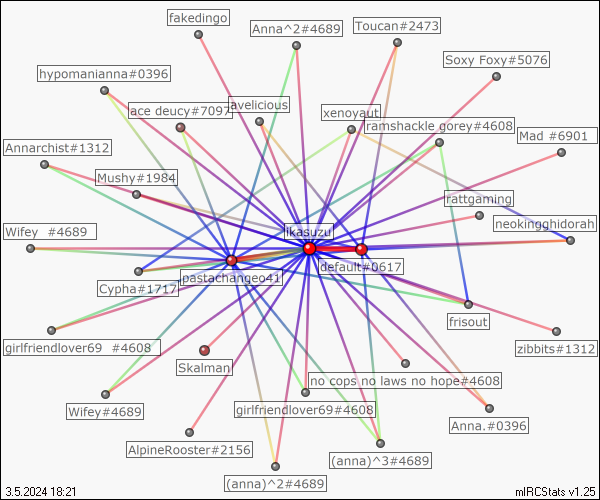 fakedingo
Anna^2#4689
Toucan#2473
Soxy Foxy#5076
hypomanianna#0396
lace deucy#7097
avelicious
xenoyaut
ramshackle gorey#4608
Mad #6901
Annarchist#1312
Mushy#1984
rattgaming
neokingghidorah
Wifey #4689
ikasuzu
default#0617
pastachangeo41
Cypha#1717
frisout
girlfriendlover69 #4608
zibbits#1312
Skalman
no cops no laws no hope#4608
Wifey#4689
girlfriendlover69#4608
Anna.#0396
AlpineRooster#2156
(anna)^3#4689
(anna)^2#4689
3.5.2024 18:21
mIRCStats v1.25